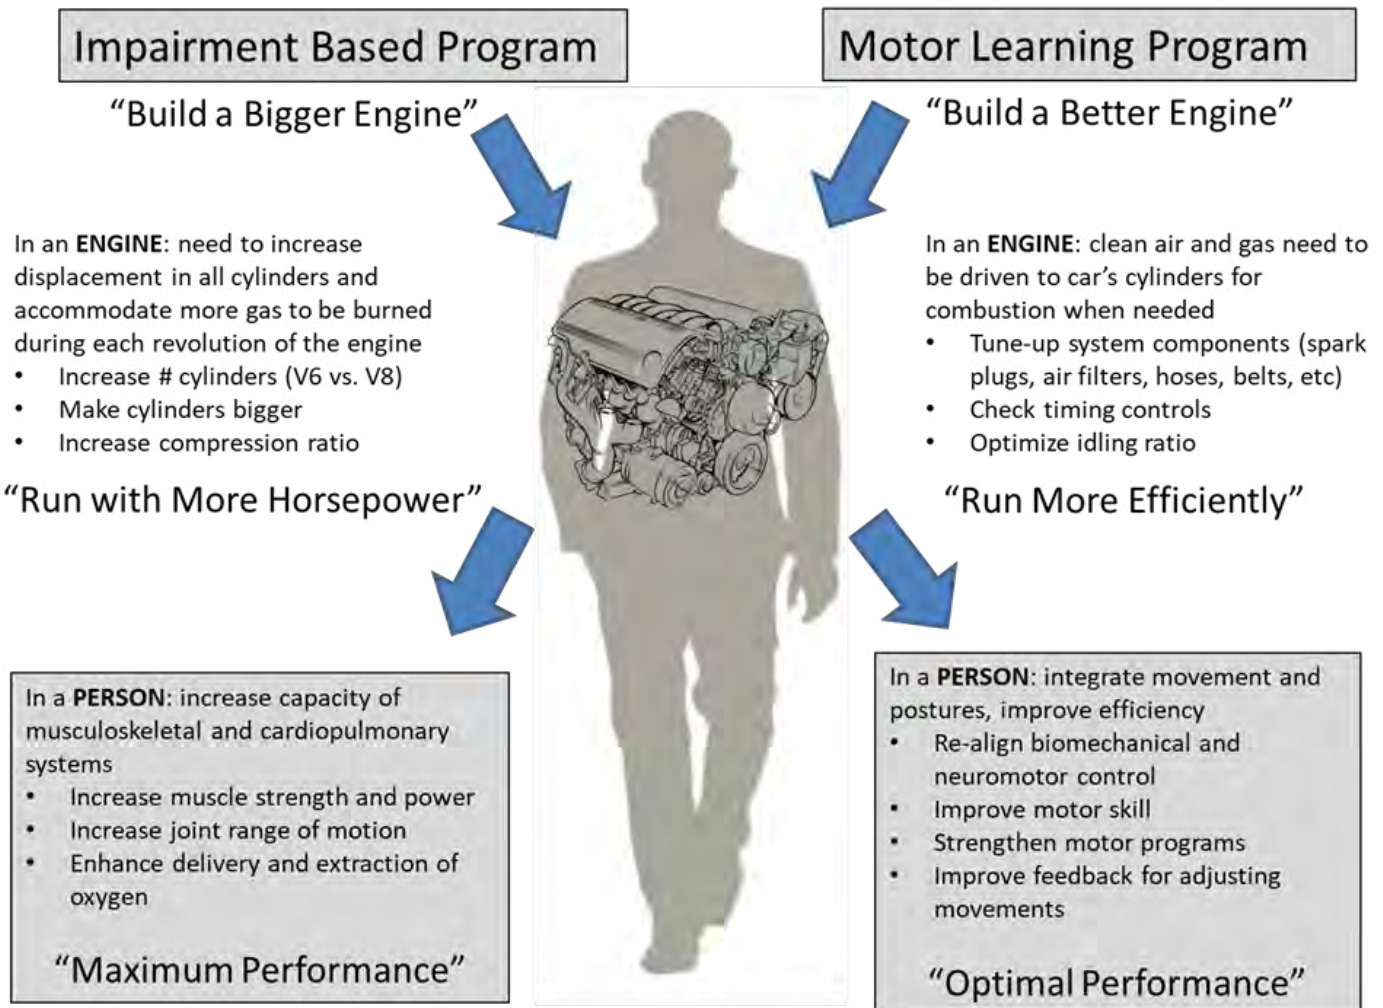 Impairment Based Program
“Build a Bigger Engine”
In an ENGINE: need to increase
displacement in all cylinders and
accommodate more gas to be burned
during each revolution of the engine
• Increase # cylinders (V6 vs. V8)
• Make cylinders bigger
• Increase compression ratio
“Run with More Horsepower”
In a PERSON: increase capacity of
musculoskeletal and cardiopulmonary
systems
• Increase muscle strength and power
• Increase joint range of motion
• Enhance delivery and extraction of
oxygen
“Maximum Performance”
Motor Learning Program
“Build a Better Engine”
In an ENGINE: clean air and gas need to
be driven to car’s cylinders for
combustion when needed
• Tune-up system components (spark
plugs, air filters, hoses, belts, etc)
• Check timing controls
• Optimize idling ratio
“Run More Efficiently”
In a PERSON: integrate movement and
postures, improve efficiency
• Re-align biomechanical and
neuromotor control
• Improve motor skill
• Strengthen motor programs
• Improve feedback for adjusting
movements
“Optimal Performance”